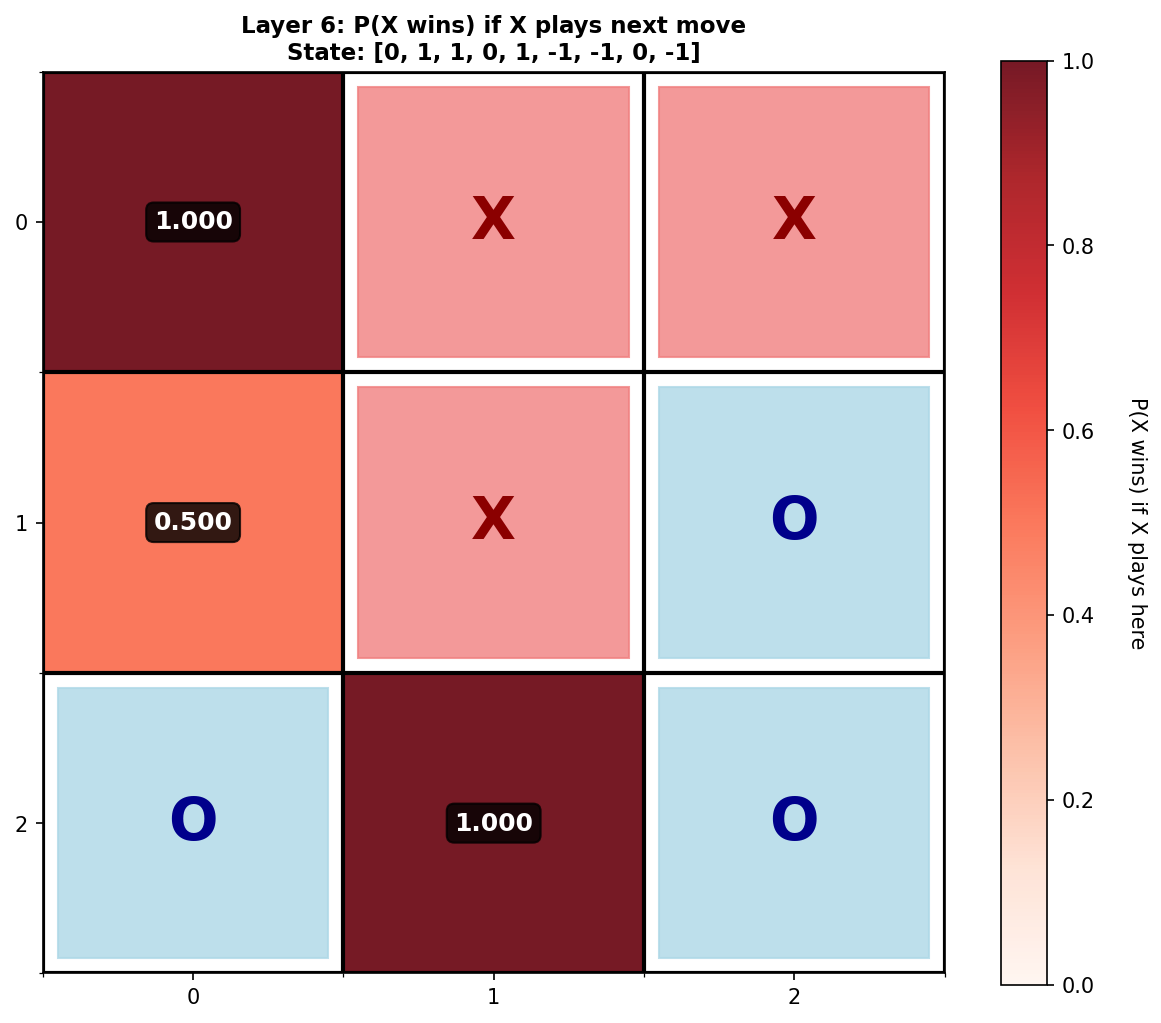 Layer 6: P(X wins) if X plays next move
State: [0, 1, 1, 0, 1, -1, -1, 0, -1]
0
1.000
X
X
1
0.500
X
O
2
O
1.000
O
0
1
2
1.0
0.8
0.6
0.4
0.2
0.0
P(X wins) if X plays here